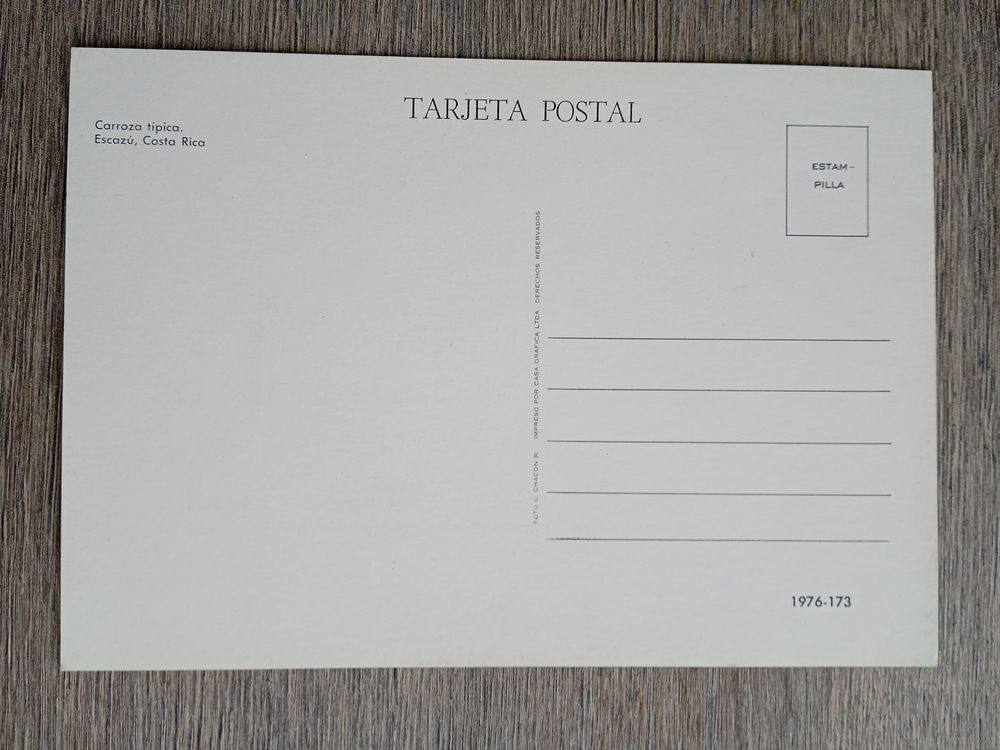 TARJETA POSTAL
Carroza típica.
Escazú, Costa Rica
ESTAM-
PILLA
FOTO L. CHACON R IMPRESO POR CASA GRAFICA LTDA DERECHOS RESERVADOS
1976-173